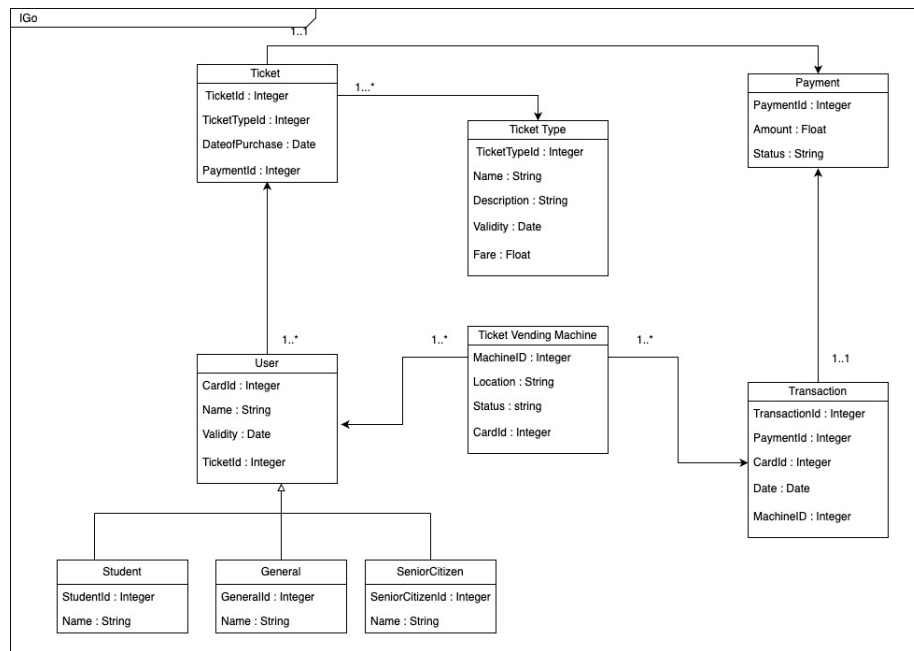 IGo
1..1
Ticket
TicketId : Integer
TicketTypeId : Integer
DateofPurchase : Date
PaymentId : Integer
1...*
Ticket Type
TicketTypeId : Integer
Name : String
Description : String
Validity : Date
Fare : Float
Payment
PaymentId : Integer
Amount : Float
Status : String
1..*
User
CardId : Integer
Name : String
Validity : Date
TicketId : Integer
1..*
Ticket Vending Machine
MachineID : Integer
Location : String
Status : string
CardId : Integer
1..*
1..1
Transaction
TransactionId : Integer
PaymentId : Integer
CardId : Integer
Date : Date
MachineID : Integer
Student
StudentId : Integer
Name : String
General
GeneralId : Integer
Name : String
SeniorCitizen
SeniorCitizenId : Integer
Name : String